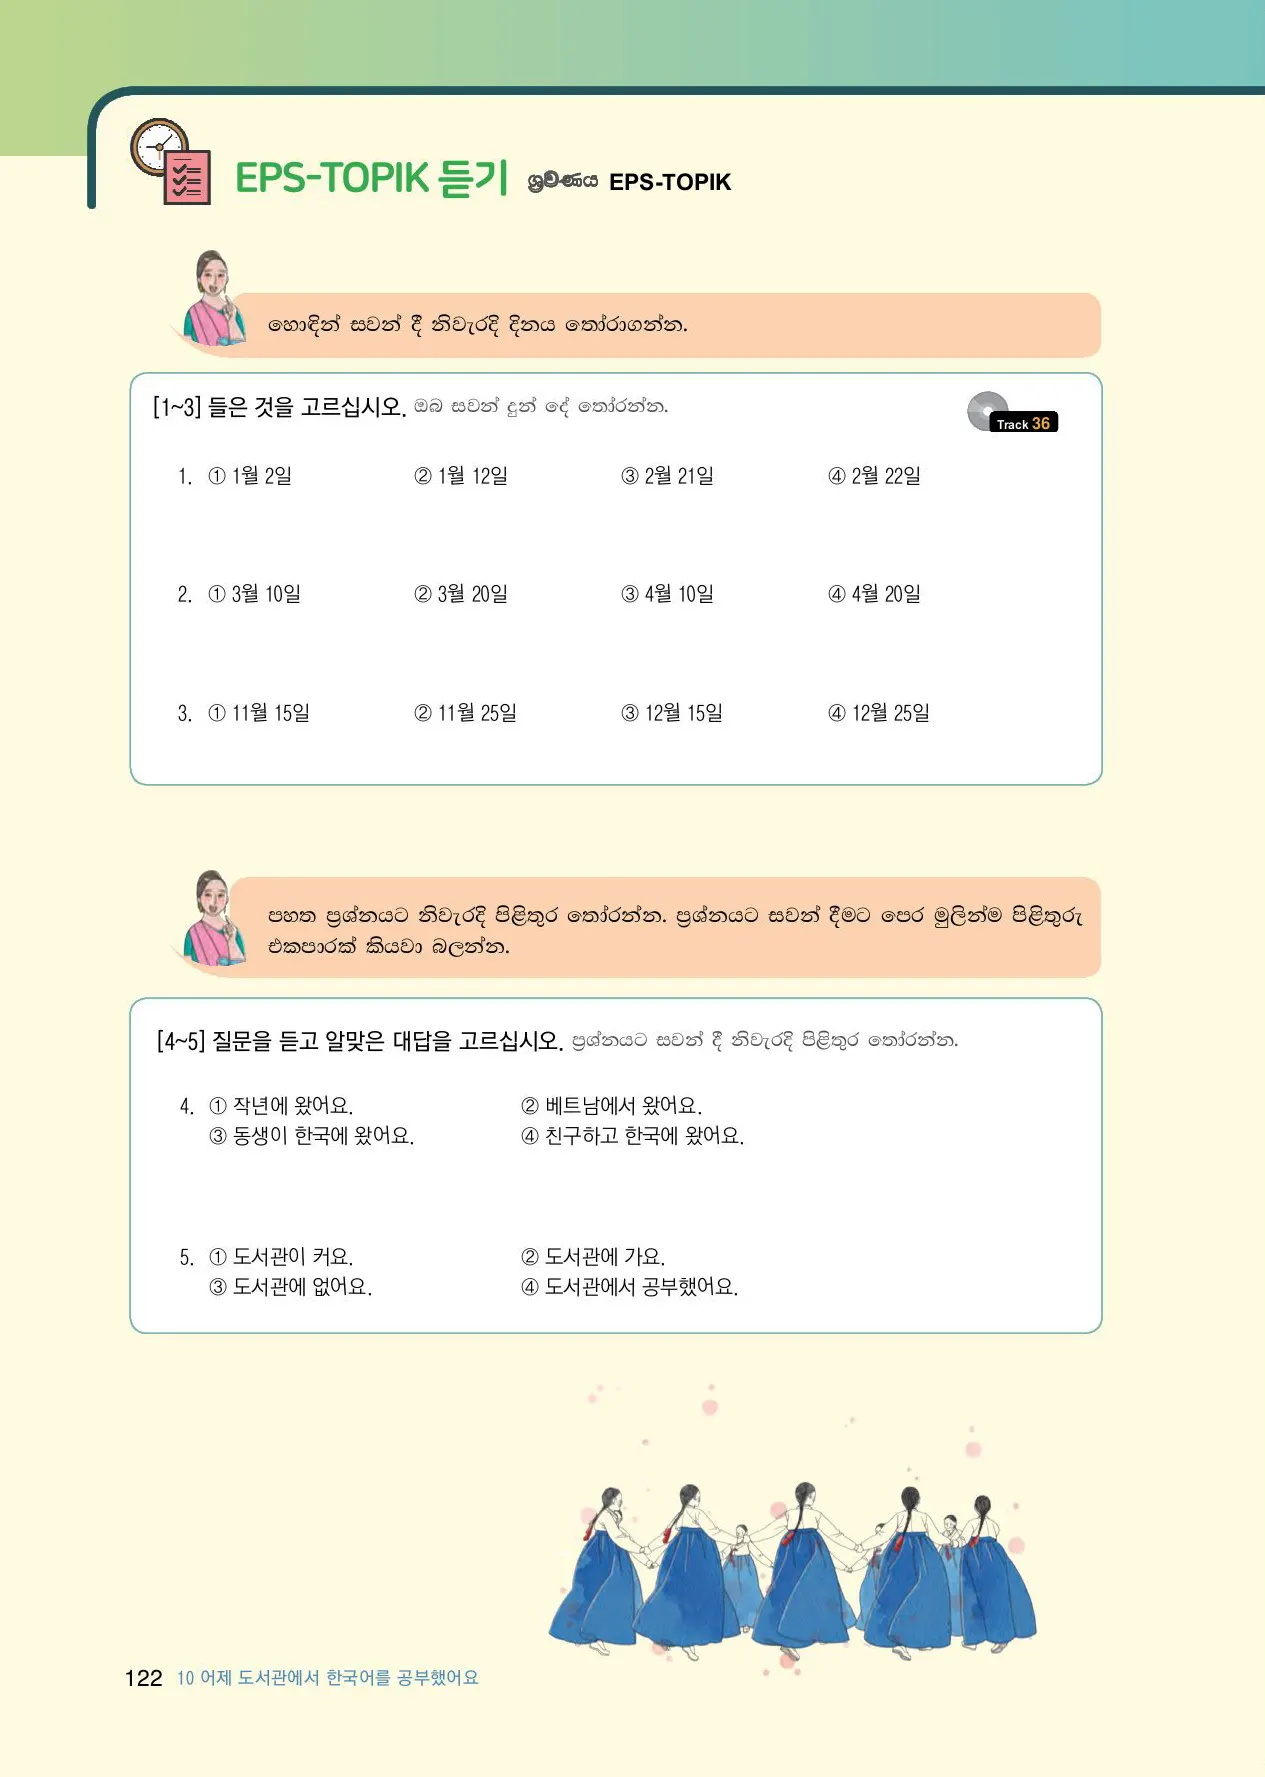 EPS-TOPIK 듣기 ශ්‍රවණය EPS-TOPIK
හොඳින් සවන් දී නිවැරදි දිනය තෝරාගන්න.
[1~3] 들은 것을 고르십시오. ඔබ සවන් දුන් දේ තෝරන්න.
Track 36
1. ① 1월 2일 ② 1월 12일 ③ 2월 21일 ④ 2월 22일
2. ① 3월 10일 ② 3월 20일 ③ 4월 10일 ④ 4월 20일
3. ① 11월 15일 ② 11월 25일 ③ 12월 15일 ④ 12월 25일
පහත ප්‍රශ්නයට නිවැරදි පිළිතුර තෝරන්න. ප්‍රශ්නයට සවන් දීමට පෙර මුලින්ම පිළිතුරු
එකපාරක් කියවා බලන්න.
[4~5] 질문을 듣고 알맞은 대답을 고르십시오. ප්‍රශ්නයට සවන් දී නිවැරදි පිළිතුර තෝරන්න.
4. ① 작년에 왔어요. ② 베트남에서 왔어요.
③ 동생이 한국에 왔어요. ④ 친구하고 한국에 왔어요.
5. ① 도서관이 커요. ② 도서관에 가요.
③ 도서관에 없어요. ④ 도서관에서 공부했어요.
122 10 어제 도서관에서 한국어를 공부했어요